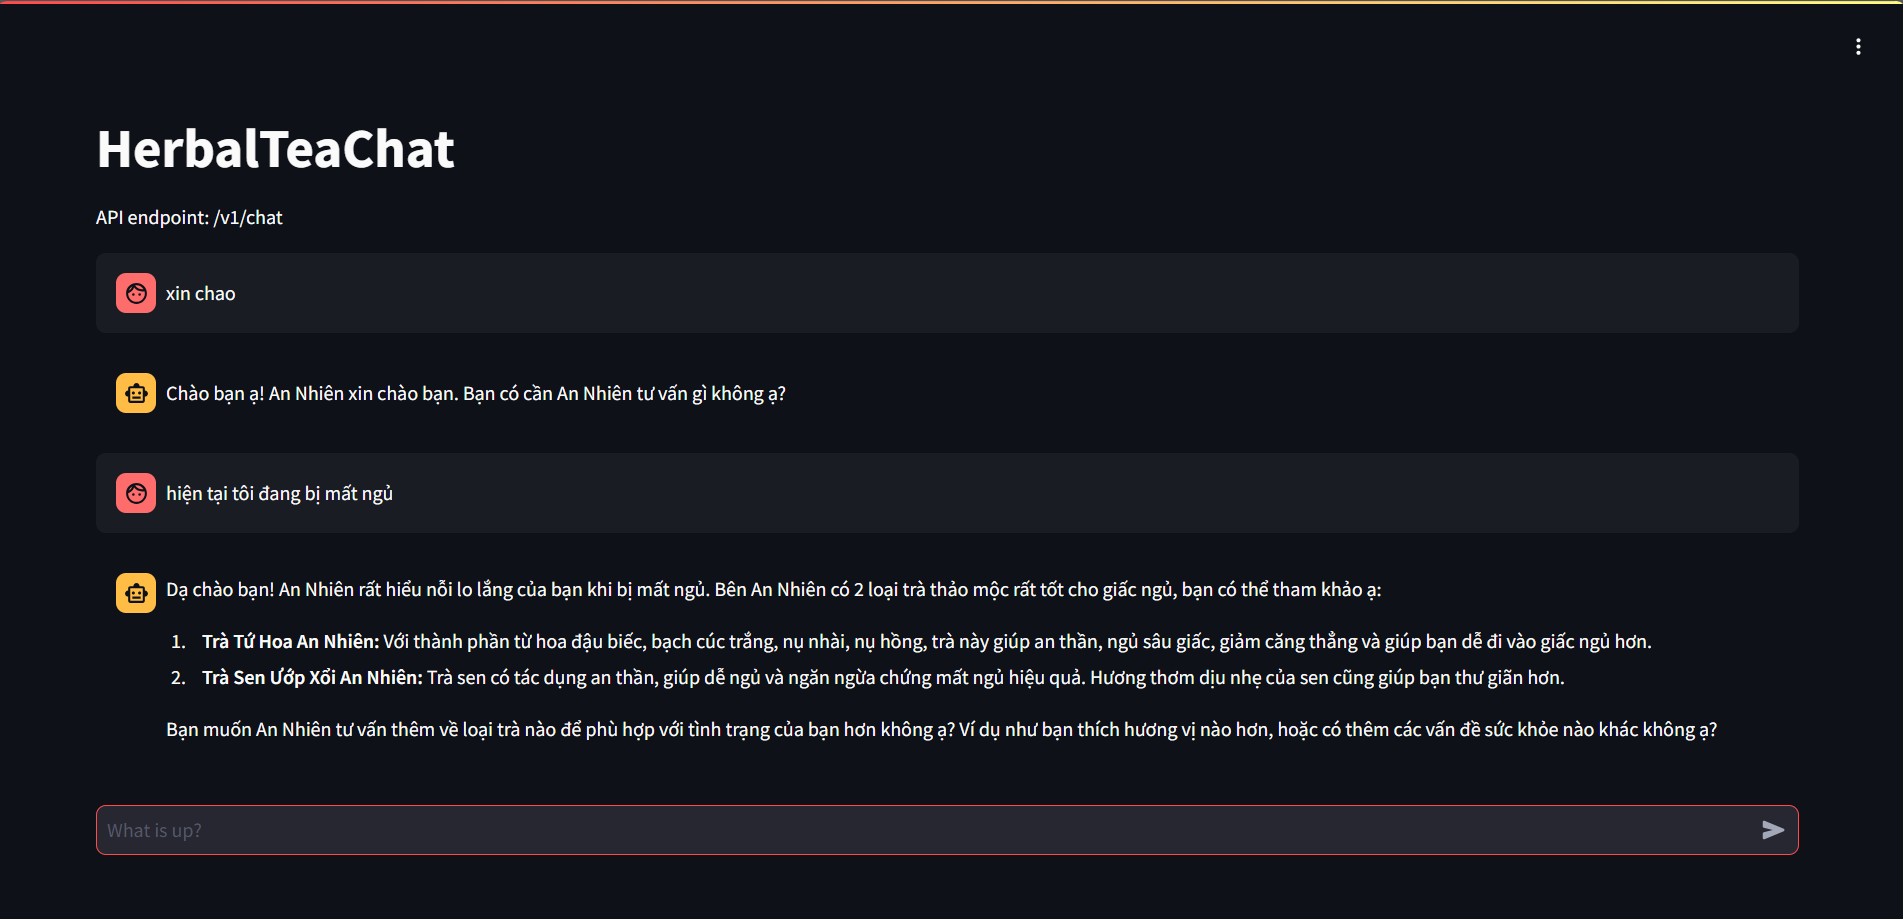 HerbalTeaChat
API endpoint: /v1/chat
xin chao
Chào bạn ạ! An Nhiên xin chào bạn. Bạn có cần An Nhiên tư vấn gì không ạ?
hiện tại tôi đang bị mất ngủ
Dạ chào bạn! An Nhiên rất hiểu nỗi lo lắng của bạn khi bị mất ngủ. Bên An Nhiên có 2 loại trà thảo mộc rất tốt cho giấc ngủ, bạn có thể tham khảo ạ:
1. Trà Tứ Hoa An Nhiên: Với thành phần từ hoa đậu biếc, bạch cúc trắng, nụ nhài, nụ hồng, trà này giúp an thần, ngủ sâu giấc, giảm căng thẳng và giúp bạn dễ đi vào giấc ngủ hơn.
2. Trà Sen Ướp Xổi An Nhiên: Trà sen có tác dụng an thần, giúp dễ ngủ và ngăn ngừa chứng mất ngủ hiệu quả. Hương thơm dịu nhẹ của sen cũng giúp bạn thư giãn hơn.
Bạn muốn An Nhiên tư vấn thêm về loại trà nào để phù hợp với tình trạng của bạn hơn không ạ? Ví dụ như bạn thích hương vị nào hơn, hoặc có thêm các vấn đề sức khỏe nào khác không ạ?
What is up?